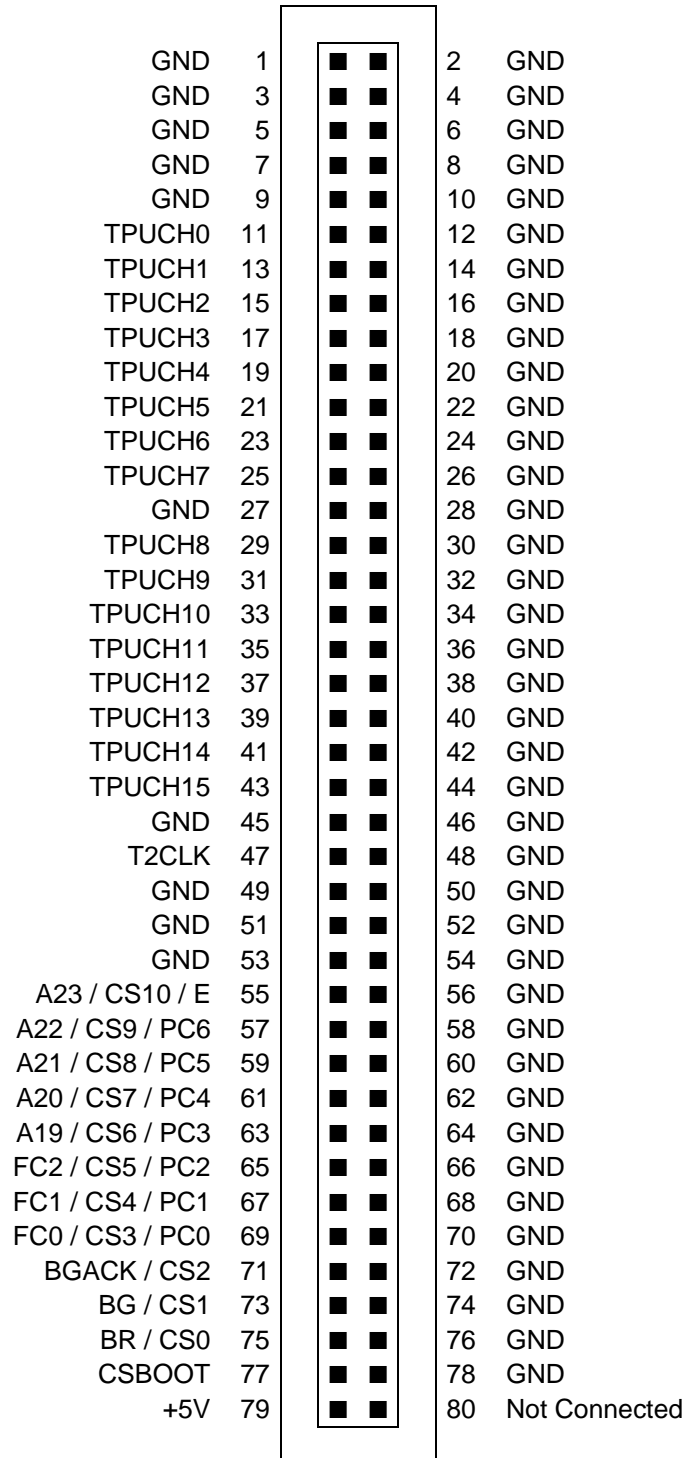 GND 1 2 GND
GND 3 4 GND
GND 5 6 GND
GND 7 8 GND
GND 9 10 GND
TPUCH0 11 12 GND
TPUCH1 13 14 GND
TPUCH2 15 16 GND
TPUCH3 17 18 GND
TPUCH4 19 20 GND
TPUCH5 21 22 GND
TPUCH6 23 24 GND
TPUCH7 25 26 GND
GND 27 28 GND
TPUCH8 29 30 GND
TPUCH9 31 32 GND
TPUCH10 33 34 GND
TPUCH11 35 36 GND
TPUCH12 37 38 GND
TPUCH13 39 40 GND
TPUCH14 41 42 GND
TPUCH15 43 44 GND
GND 45 46 GND
T2CLK 47 48 GND
GND 49 50 GND
GND 51 52 GND
GND 53 54 GND
A23 / CS10 / E 55 56 GND
A22 / CS9 / PC6 57 58 GND
A21 / CS8 / PC5 59 60 GND
A20 / CS7 / PC4 61 62 GND
A19 / CS6 / PC3 63 64 GND
FC2 / CS5 / PC2 65 66 GND
FC1 / CS4 / PC1 67 68 GND
FC0 / CS3 / PC0 69 70 GND
BGACK / CS2 71 72 GND
BG / CS1 73 74 GND
BR / CS0 75 76 GND
CSBOOT 77 78 GND
+5V 79 80 Not Connected